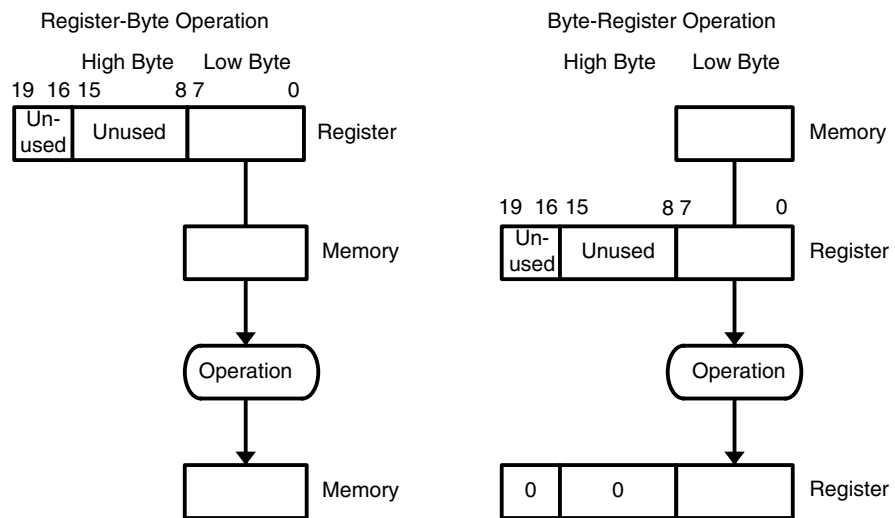 Register-Byte Operation
High Byte Low Byte
19 16 15 8 7 0
Un-
used
Unused
Register
Memory
Operation
Memory
Byte-Register Operation
High Byte Low Byte
Memory
19 16 15 8 7 0
Un-
used
Unused
Register
Operation
0 0
Register